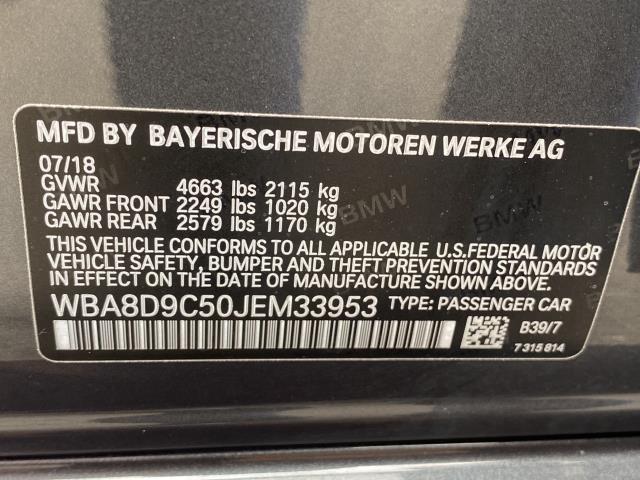 MFD BY BAYERISCHE MOTOREN WERKE AG
07/18
GVWR 4663 lbs 2115 kg
GAWR FRONT 2249 lbs 1020 kg
GAWR REAR 2579 lbs 1170 kg
THIS VEHICLE CONFORMS TO ALL APPLICABLE U.S.FEDERAL MOTOR
VEHICLE SAFETY, BUMPER AND THEFT PREVENTION STANDARDS
IN EFFECT ON THE DATE OF MANUFACTURE SHOWN ABOVE.
WBA8D9C50JEM33953 TYPE: PASSENGER CAR
B39/7
7 315 814
BMW
BMW